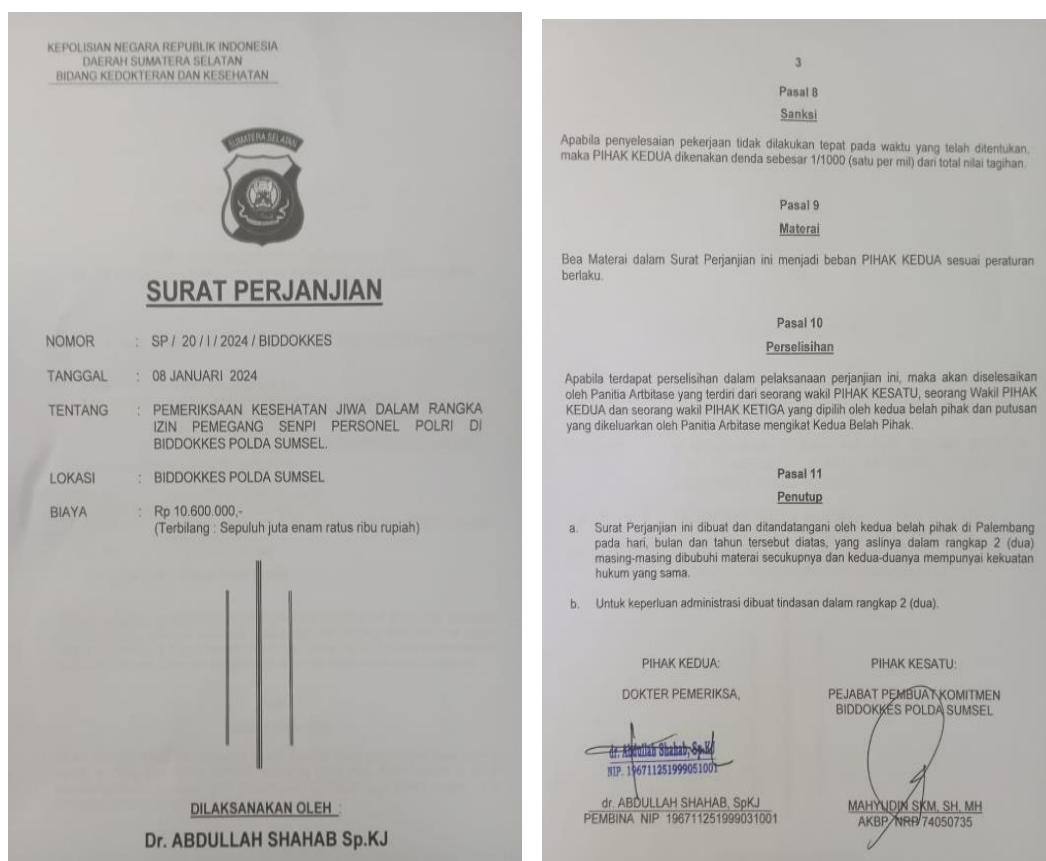 KEPOLISIAN NEGARA REPUBLIK INDONESIA
DAERAH SUMATERA SELATAN
BIDANG KEDOKTERAN DAN KESEHATAN
SUMATERA SELATAN
SURAT PERJANJIAN
NOMOR : SP / 20 / I / 2024 / BIDDOKKES
TANGGAL : 08 JANUARI 2024
TENTANG : PEMERIKSAAN KESEHATAN JIWA DALAM RANGKA
IZIN PEMEGANG SENPI PERSONEL POLRI DI
BIDDOKKES POLDA SUMSEL.
LOKASI : BIDDOKKES POLDA SUMSEL
BIAYA : Rp 10.600.000,-
(Terbilang : Sepuluh juta enam ratus ribu rupiah)
DILAKSANAKAN OLEH :
Dr. ABDULLAH SHAHAB Sp.KJ
3
Pasal 8
Sanksi
Apabila penyelesaian pekerjaan tidak dilakukan tepat pada waktu yang telah ditentukan,
maka PIHAK KEDUA dikenakan denda sebesar 1/1000 (satu per mil) dari total nilai tagihan.
Pasal 9
Materai
Bea Materai dalam Surat Perjanjian ini menjadi beban PIHAK KEDUA sesuai peraturan
berlaku.
Pasal 10
Perselisihan
Apabila terdapat perselisihan dalam pelaksanaan perjanjian ini, maka akan diselesaikan
oleh Panitia Artbitase yang terdiri dari seorang wakil PIHAK KESATU, seorang Wakil PIHAK
KEDUA dan seorang wakil PIHAK KETIGA yang dipilih oleh kedua belah pihak dan putusan
yang dikeluarkan oleh Panitia Arbitase mengikat Kedua Belah Pihak.
Pasal 11
Penutup
a. Surat Perjanjian ini dibuat dan ditandatangani oleh kedua belah pihak di Palembang
pada hari, bulan dan tahun tersebut diatas, yang aslinya dalam rangkap 2 (dua)
masing-masing dibubuhi materai secukupnya dan kedua-duanya mempunyai kekuatan
hukum yang sama.
b. Untuk keperluan administrasi dibuat tindasan dalam rangkap 2 (dua).
PIHAK KEDUA:
DOKTER PEMERIKSA,
dr. Abdullah Shahab, Sp.KJ
NIP. 196711251999051001
dr. ABDULLAH SHAHAB, SpKJ
PEMBINA NIP 196711251999031001
PIHAK KESATU:
PEJABAT PEMBUAT KOMITMEN
BIDDOKKES POLDA SUMSEL
MAHYUDIN SKM, SH, MH
AKBP NRP 74050735